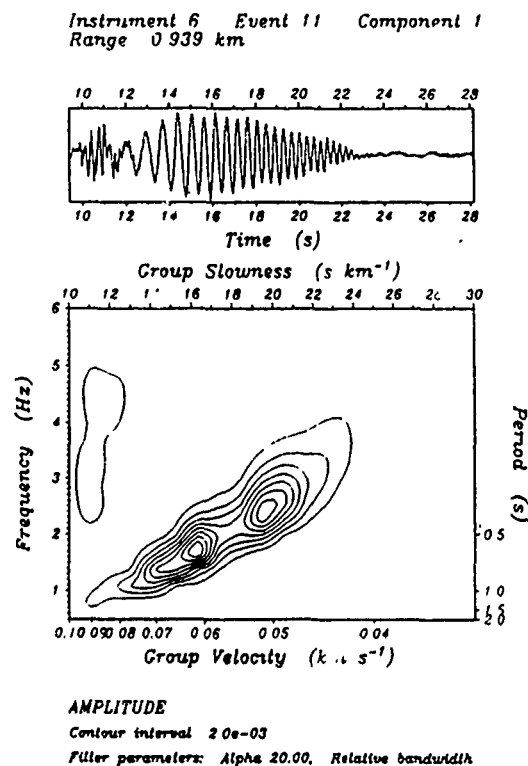 Instrument 6 Event 11 Component 1
Range 0 939 km
10 12 14 16 18 20 22 24 26 28
10 12 14 16 18 20 22 24 26 28
Time (s)
Group Slowness (s km⁻¹)
10 12 16 18 20 22 24 26 30
6
5
4
3
2
1
Frequency (Hz)
Period (s)
0 5
1 0
1 5
2 0
0.10 0 09 0.08 0.07 0 06 0 05 0 04
Group Velocity s⁻¹)
AMPLITUDE
Contour interval 2 0e-03
Filter parameters: Alpha 20.00, Relative bandwidth